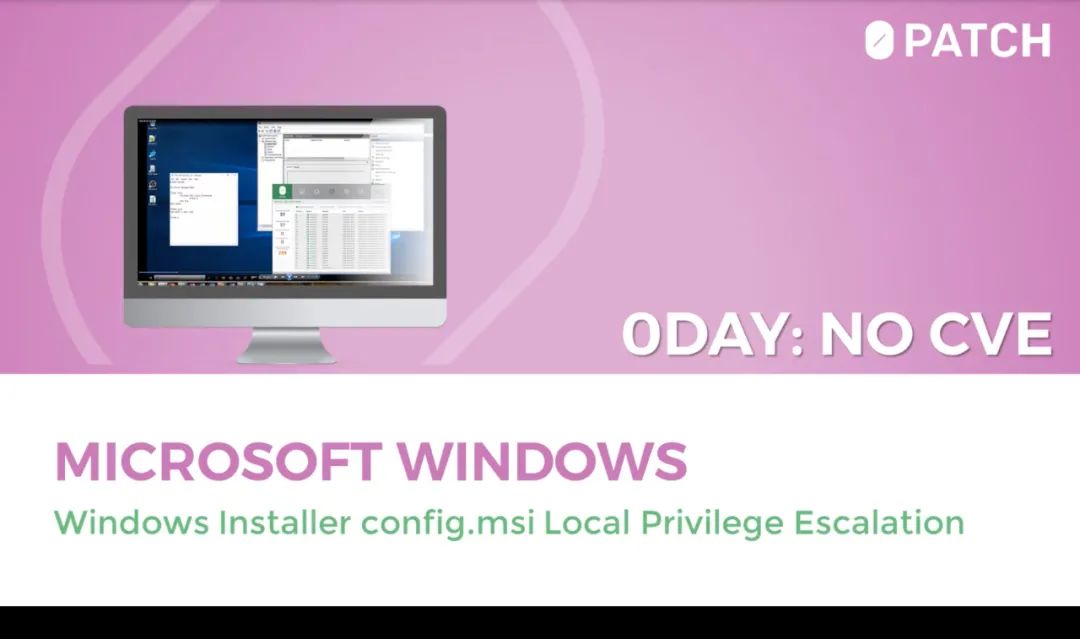 0PATCH
0DAY: NO CVE
MICROSOFT WINDOWS
Windows Installer config.msi Local Privilege Escalation